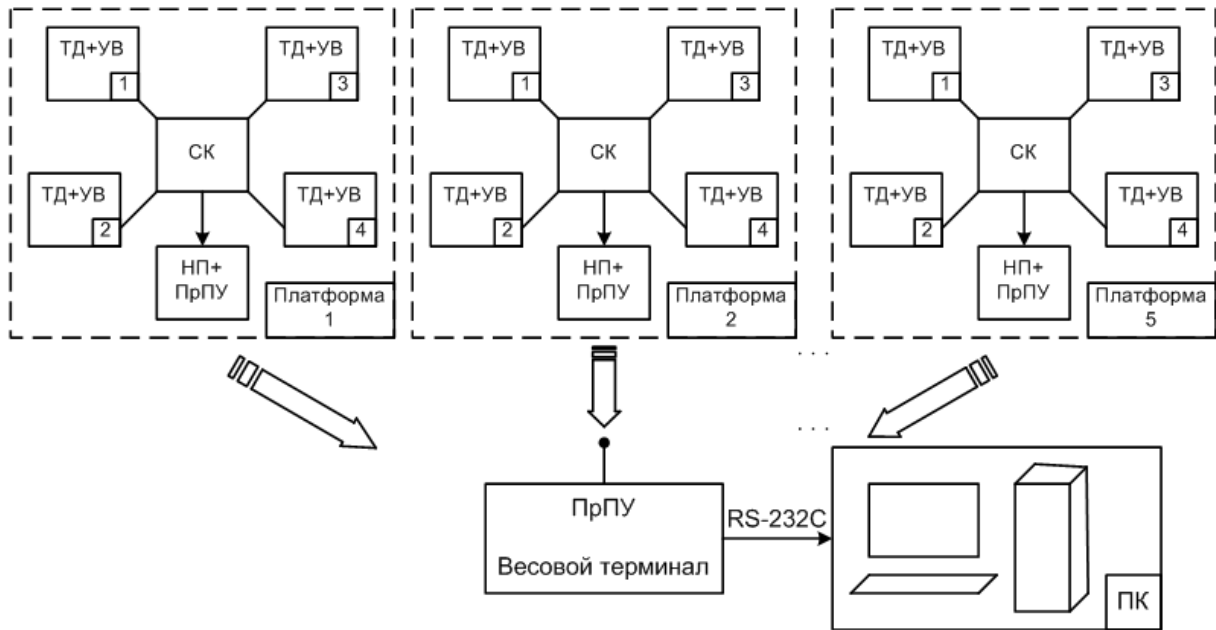 ТД+УВ
1
ТД+УВ
3
СК
ТД+УВ
2
ТД+УВ
4
НП+
ПрПУ
Платформа
1
ТД+УВ
1
ТД+УВ
3
СК
ТД+УВ
2
ТД+УВ
4
НП+
ПрПУ
Платформа
2
ТД+УВ
1
ТД+УВ
3
СК
ТД+УВ
2
ТД+УВ
4
НП+
ПрПУ
Платформа
5
. . .
. . .
ПрПУ
Весовой терминал
RS-232C
ПК